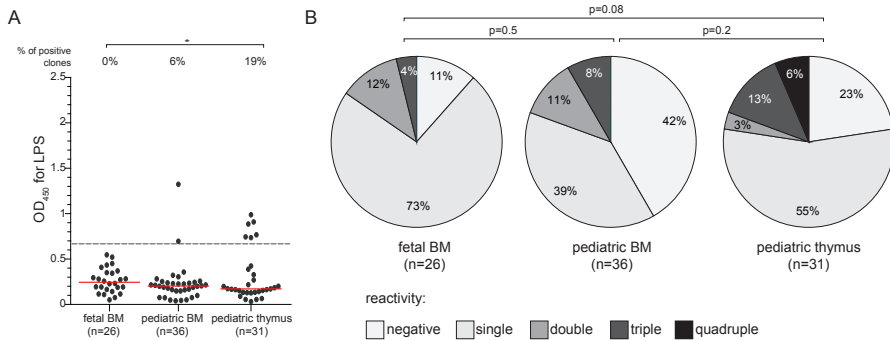 A
*
% of positive
clones
0%
6%
19%
OD450 for LPS
2.5
2
1.5
1
0.5
0
fetal BM
(n=26)
pediatric BM
(n=36)
pediatric thymus
(n=31)
B
p=0.08
p=0.5
p=0.2
12%
4%
11%
73%
fetal BM
(n=26)
11%
8%
42%
39%
pediatric BM
(n=36)
3%
13%
6%
23%
55%
pediatric thymus
(n=31)
reactivity:
negative
single
double
triple
quadruple